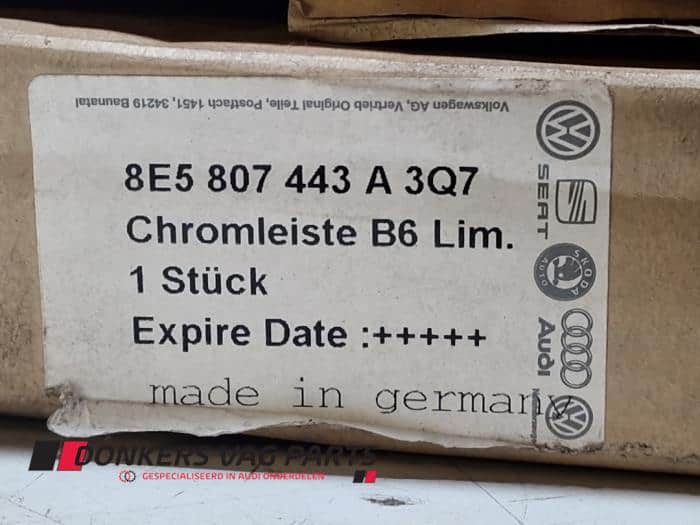 Volkswagen AG, Vertrieb Original Teile, Postfach 1451, 34219 Baunatal
8E5 807 443 A 3Q7
Chromleiste B6 Lim.
1 Stück
Expire Date :+++++
made in germany
SEAT
SKODA
AUTO
Audi
DONKERS VAG PARTS
GESPECIALISEERD IN AUDI ONDERDELEN